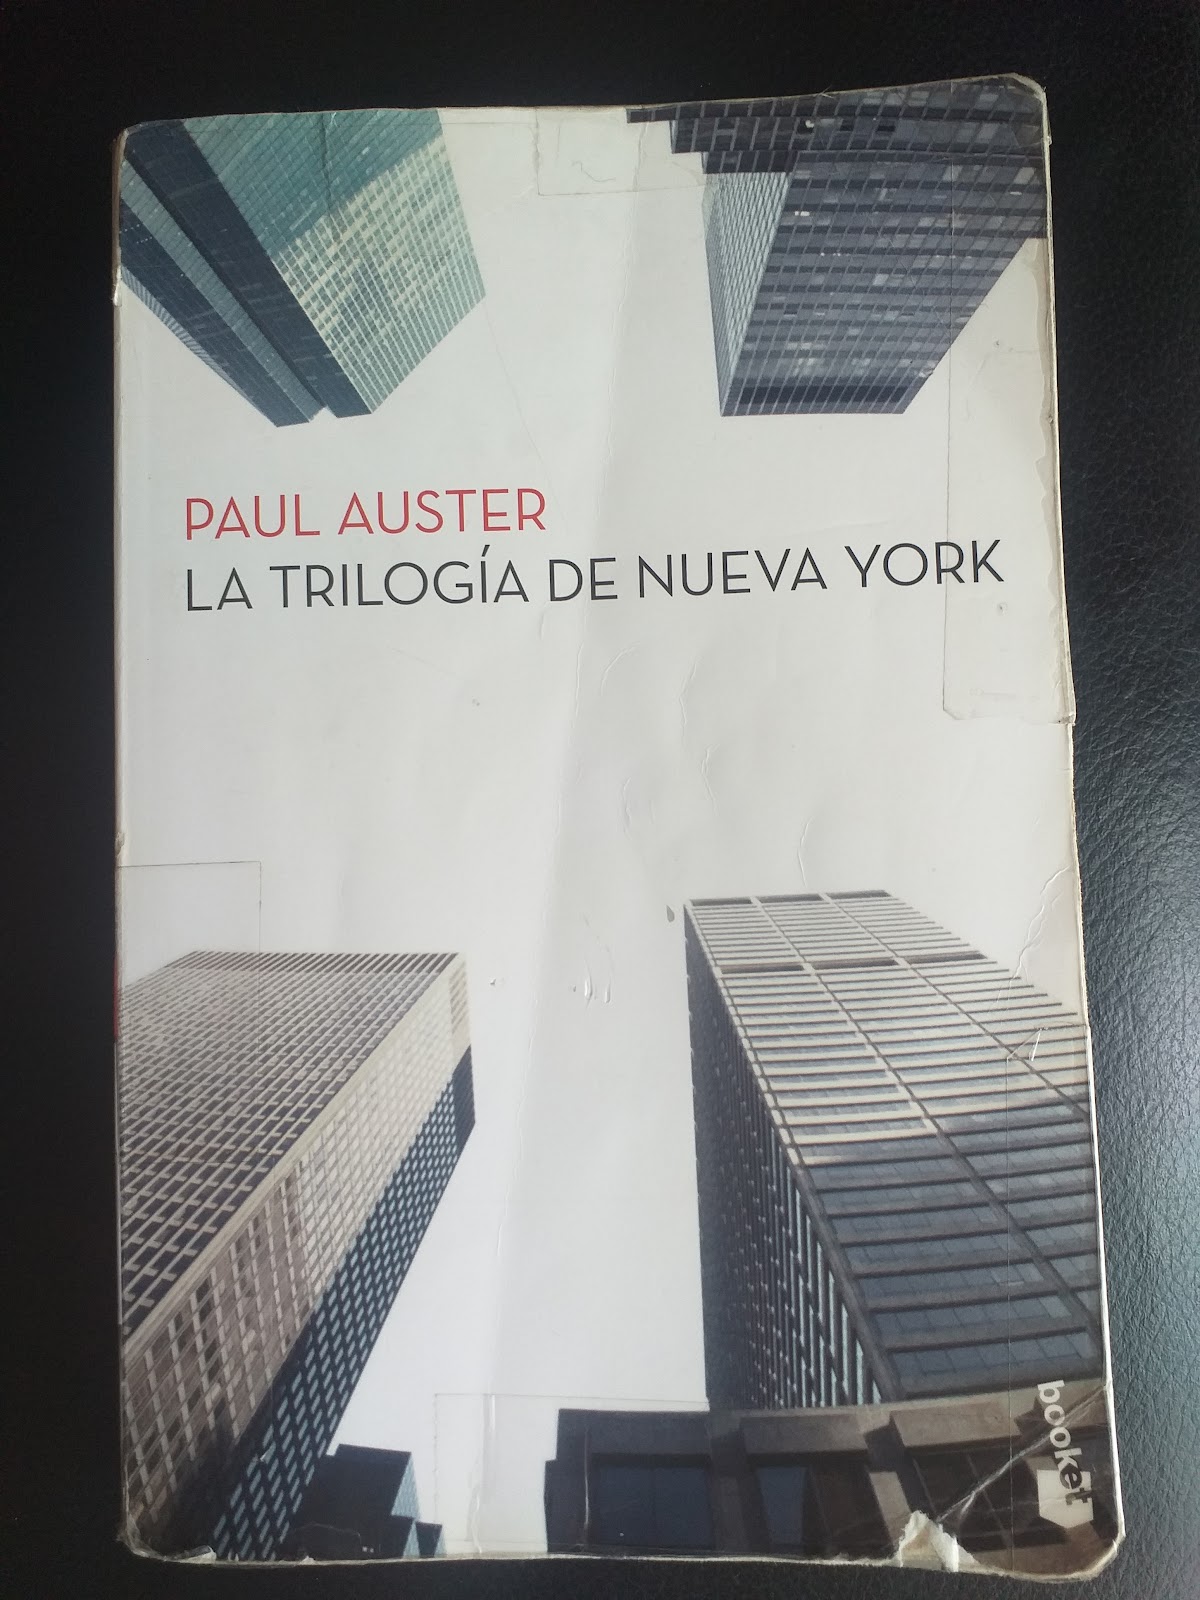 PAUL AUSTER
LA TRILOGÍA DE NUEVA YORK
booket